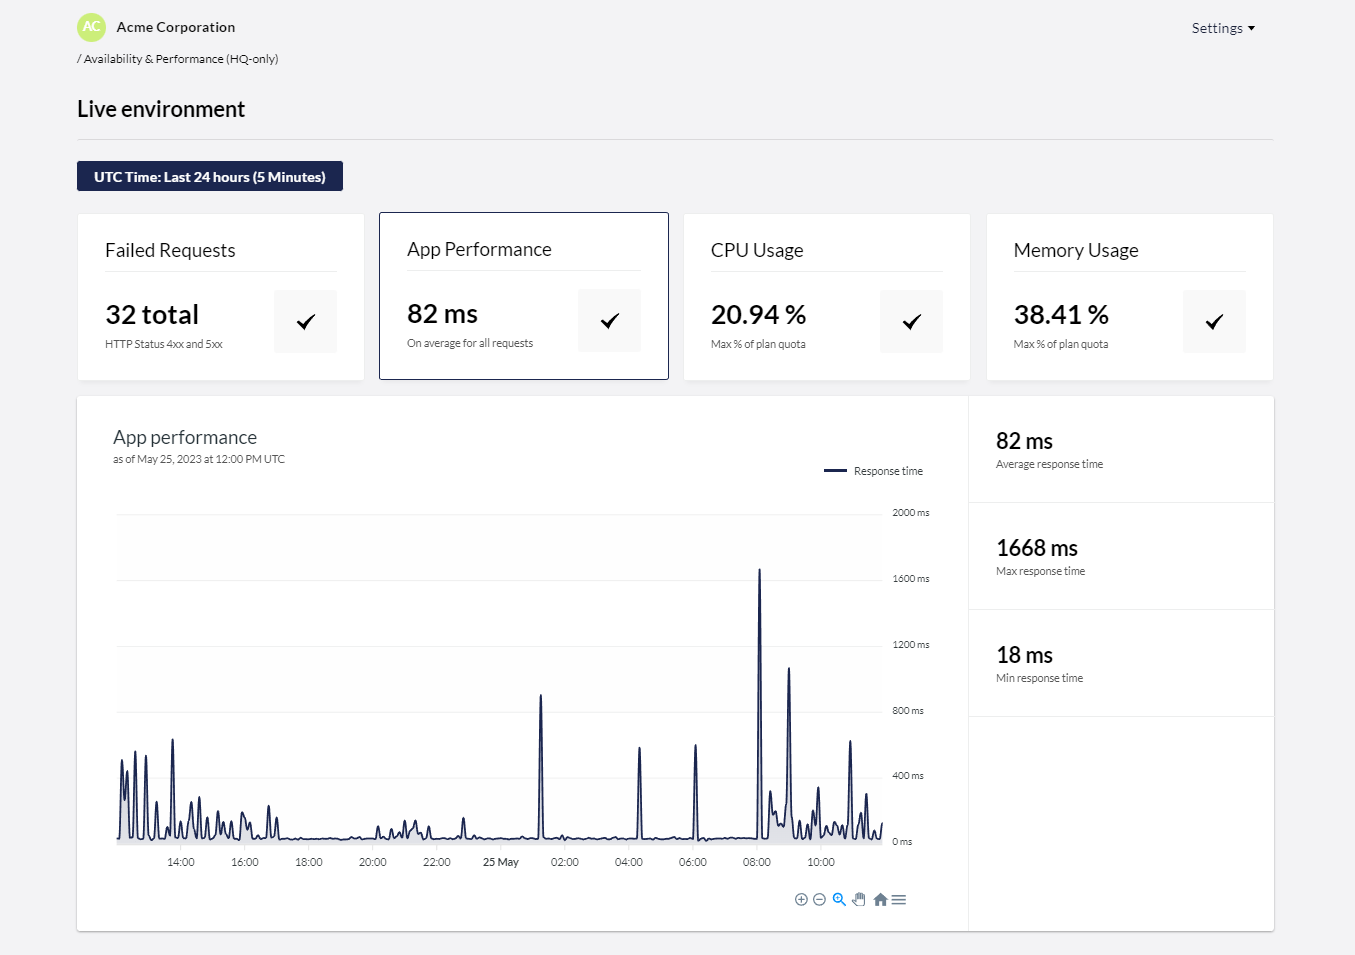 AC Acme Corporation
Settings
/ Availability & Performance (HQ-only)
Live environment
UTC Time: Last 24 hours (5 Minutes)
Failed Requests
32 total
HTTP Status 4xx and 5xx
App Performance
82 ms
On average for all requests
CPU Usage
20.94 %
Max % of plan quota
Memory Usage
38.41 %
Max % of plan quota
App performance
as of May 25, 2023 at 12:00 PM UTC
Response time
2000 ms
1600 ms
1200 ms
800 ms
400 ms
0 ms
14:00 16:00 18:00 20:00 22:00 25 May 02:00 04:00 06:00 08:00 10:00
82 ms
Average response time
1668 ms
Max response time
18 ms
Min response time